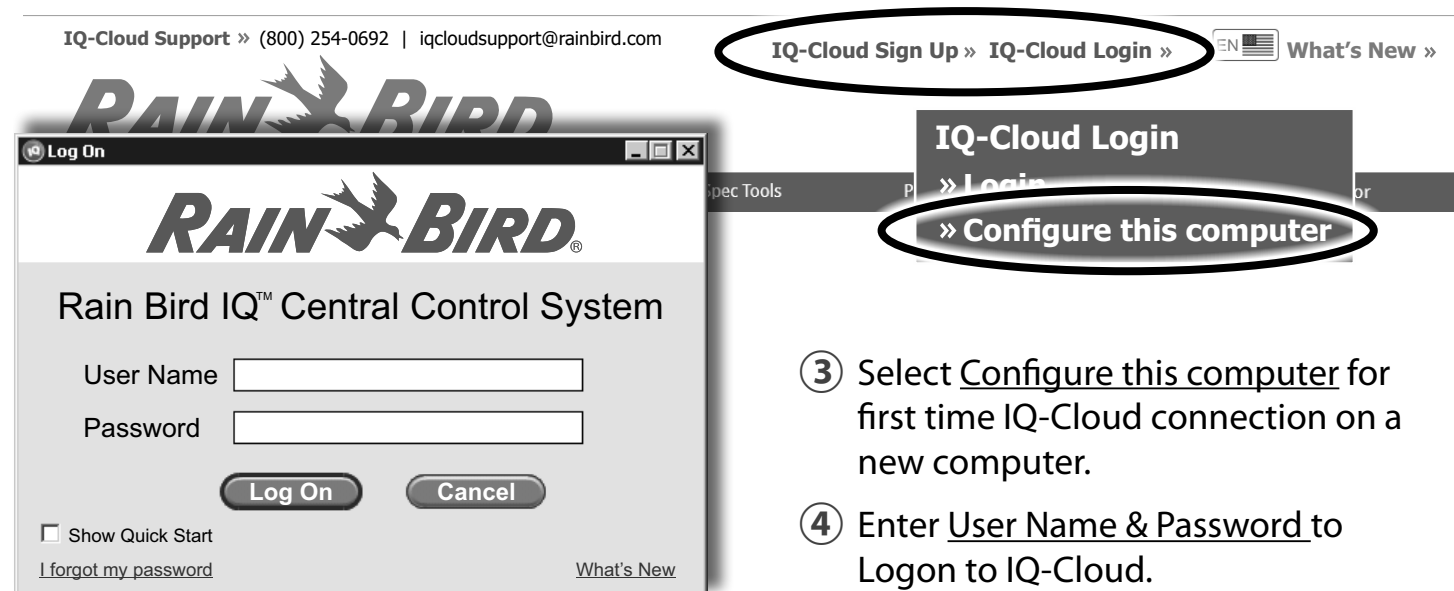 IQ-Cloud Support » (800) 254-0692 | iqcloudsupport@rainbird.com
IQ-Cloud Sign Up » IQ-Cloud Login »
EN
What's New »
RAIN BIRD
Log On
RAIN BIRD®
Rain Bird IQ™ Central Control System
User Name
Password
Log On Cancel
Show Quick Start
I forgot my password What's New
Spec Tools
IQ-Cloud Login
» Login
» Configure this computer
③ Select Configure this computer for
first time IQ-Cloud connection on a
new computer.
④ Enter User Name & Password to
Logon to IQ-Cloud.